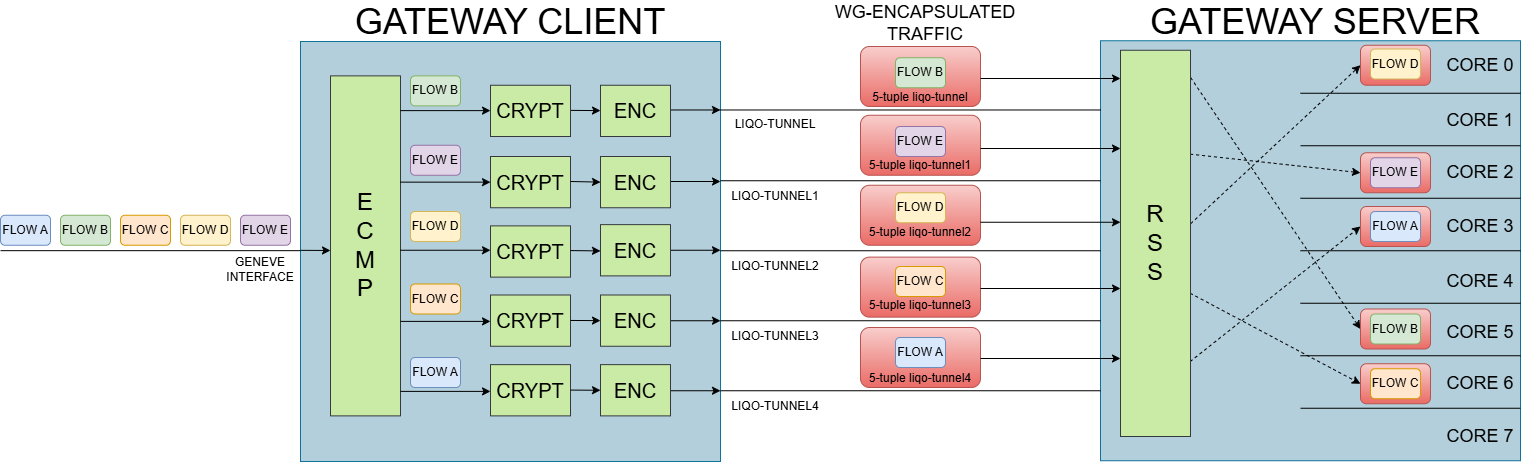 GATEWAY CLIENT
WG-ENCAPSULATED
TRAFFIC
GATEWAY SERVER
FLOW A
FLOW B
FLOW C
FLOW D
FLOW E
GENEVE
INTERFACE
E
C
M
P
FLOW B
CRYPT
ENC
LIQO-TUNNEL
FLOW E
CRYPT
ENC
LIQO-TUNNEL1
FLOW D
CRYPT
ENC
LIQO-TUNNEL2
FLOW C
CRYPT
ENC
LIQO-TUNNEL3
FLOW A
CRYPT
ENC
LIQO-TUNNEL4
FLOW B
5-tuple liqo-tunnel
FLOW E
5-tuple liqo-tunnel1
FLOW D
5-tuple liqo-tunnel2
FLOW C
5-tuple liqo-tunnel3
FLOW A
5-tuple liqo-tunnel4
R
S
S
FLOW D
CORE 0
CORE 1
FLOW E
CORE 2
FLOW A
CORE 3
CORE 4
FLOW B
CORE 5
FLOW C
CORE 6
CORE 7